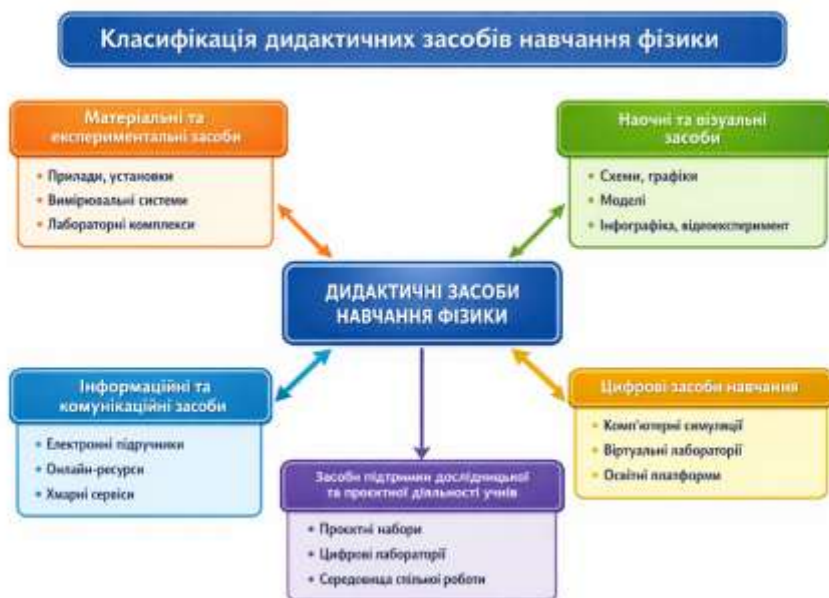 Класифікація дидактичних засобів навчання фізики
Матеріальні та
експериментальні засоби
• Прилади, установки
• Вимірювальні системи
• Лабораторні комплекси
Наочні та візуальні
засоби
• Схеми, графіки
• Моделі
• Інфографіка, відеоексперимент
ДИДАКТИЧНІ ЗАСОБИ
НАВЧАННЯ ФІЗИКИ
Інформаційні та
комунікаційні засоби
• Електронні підручники
• Онлайн-ресурси
• Хмарні сервіси
Засоби підтримки дослідницької
та проєктної діяльності учнів
• Проєктні набори
• Цифрові лабораторії
• Середовища спільної роботи
Цифрові засоби навчання
• Комп'ютерні симуляції
• Віртуальні лабораторії
• Освітні платформи